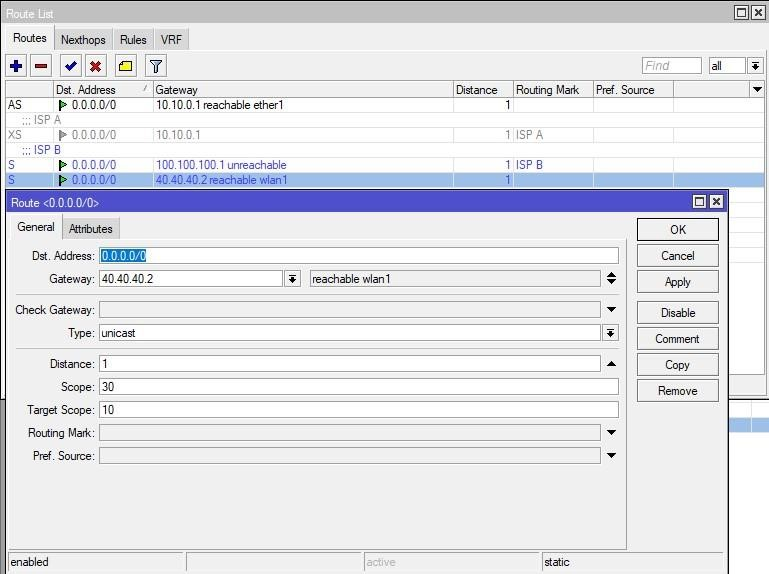 Route List
Routes Nexthops Rules VRF
Find all
Dst. Address / Gateway Distance Routing Mark Pref. Source
AS 0.0.0.0/0 10.10.0.1 reachable ether1 1
;;; ISP A
XS 0.0.0.0/0 10.10.0.1 1 ISP A
;;; ISP B
S 0.0.0.0/0 100.100.100.1 unreachable 1 ISP B
S 0.0.0.0/0 40.40.40.2 reachable wlan1 1
Route <0.0.0.0/0>
General Attributes
OK
Dst. Address: 0.0.0.0/0
Cancel
Gateway: 40.40.40.2 reachable wlan1
Apply
Check Gateway:
Disable
Type: unicast
Comment
Distance: 1
Copy
Scope: 30
Remove
Target Scope: 10
Routing Mark:
Pref. Source:
enabled active static